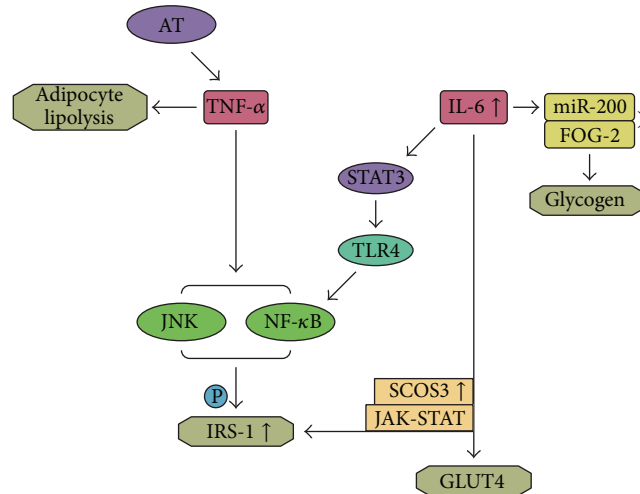 AT
Adipocyte
lipolysis
TNF-α
IL-6 ↑
miR-200
FOG-2
STAT3
Glycogen
TLR4
JNK
NF-κB
SCOS3 ↑
JAK-STAT
P
IRS-1 ↑
GLUT4